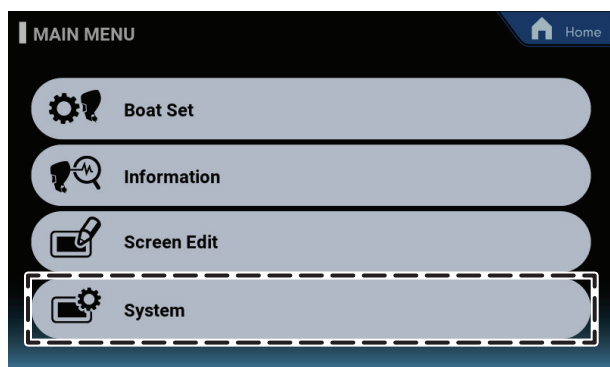 MAIN MENU
Home
Boat Set
Information
Screen Edit
System